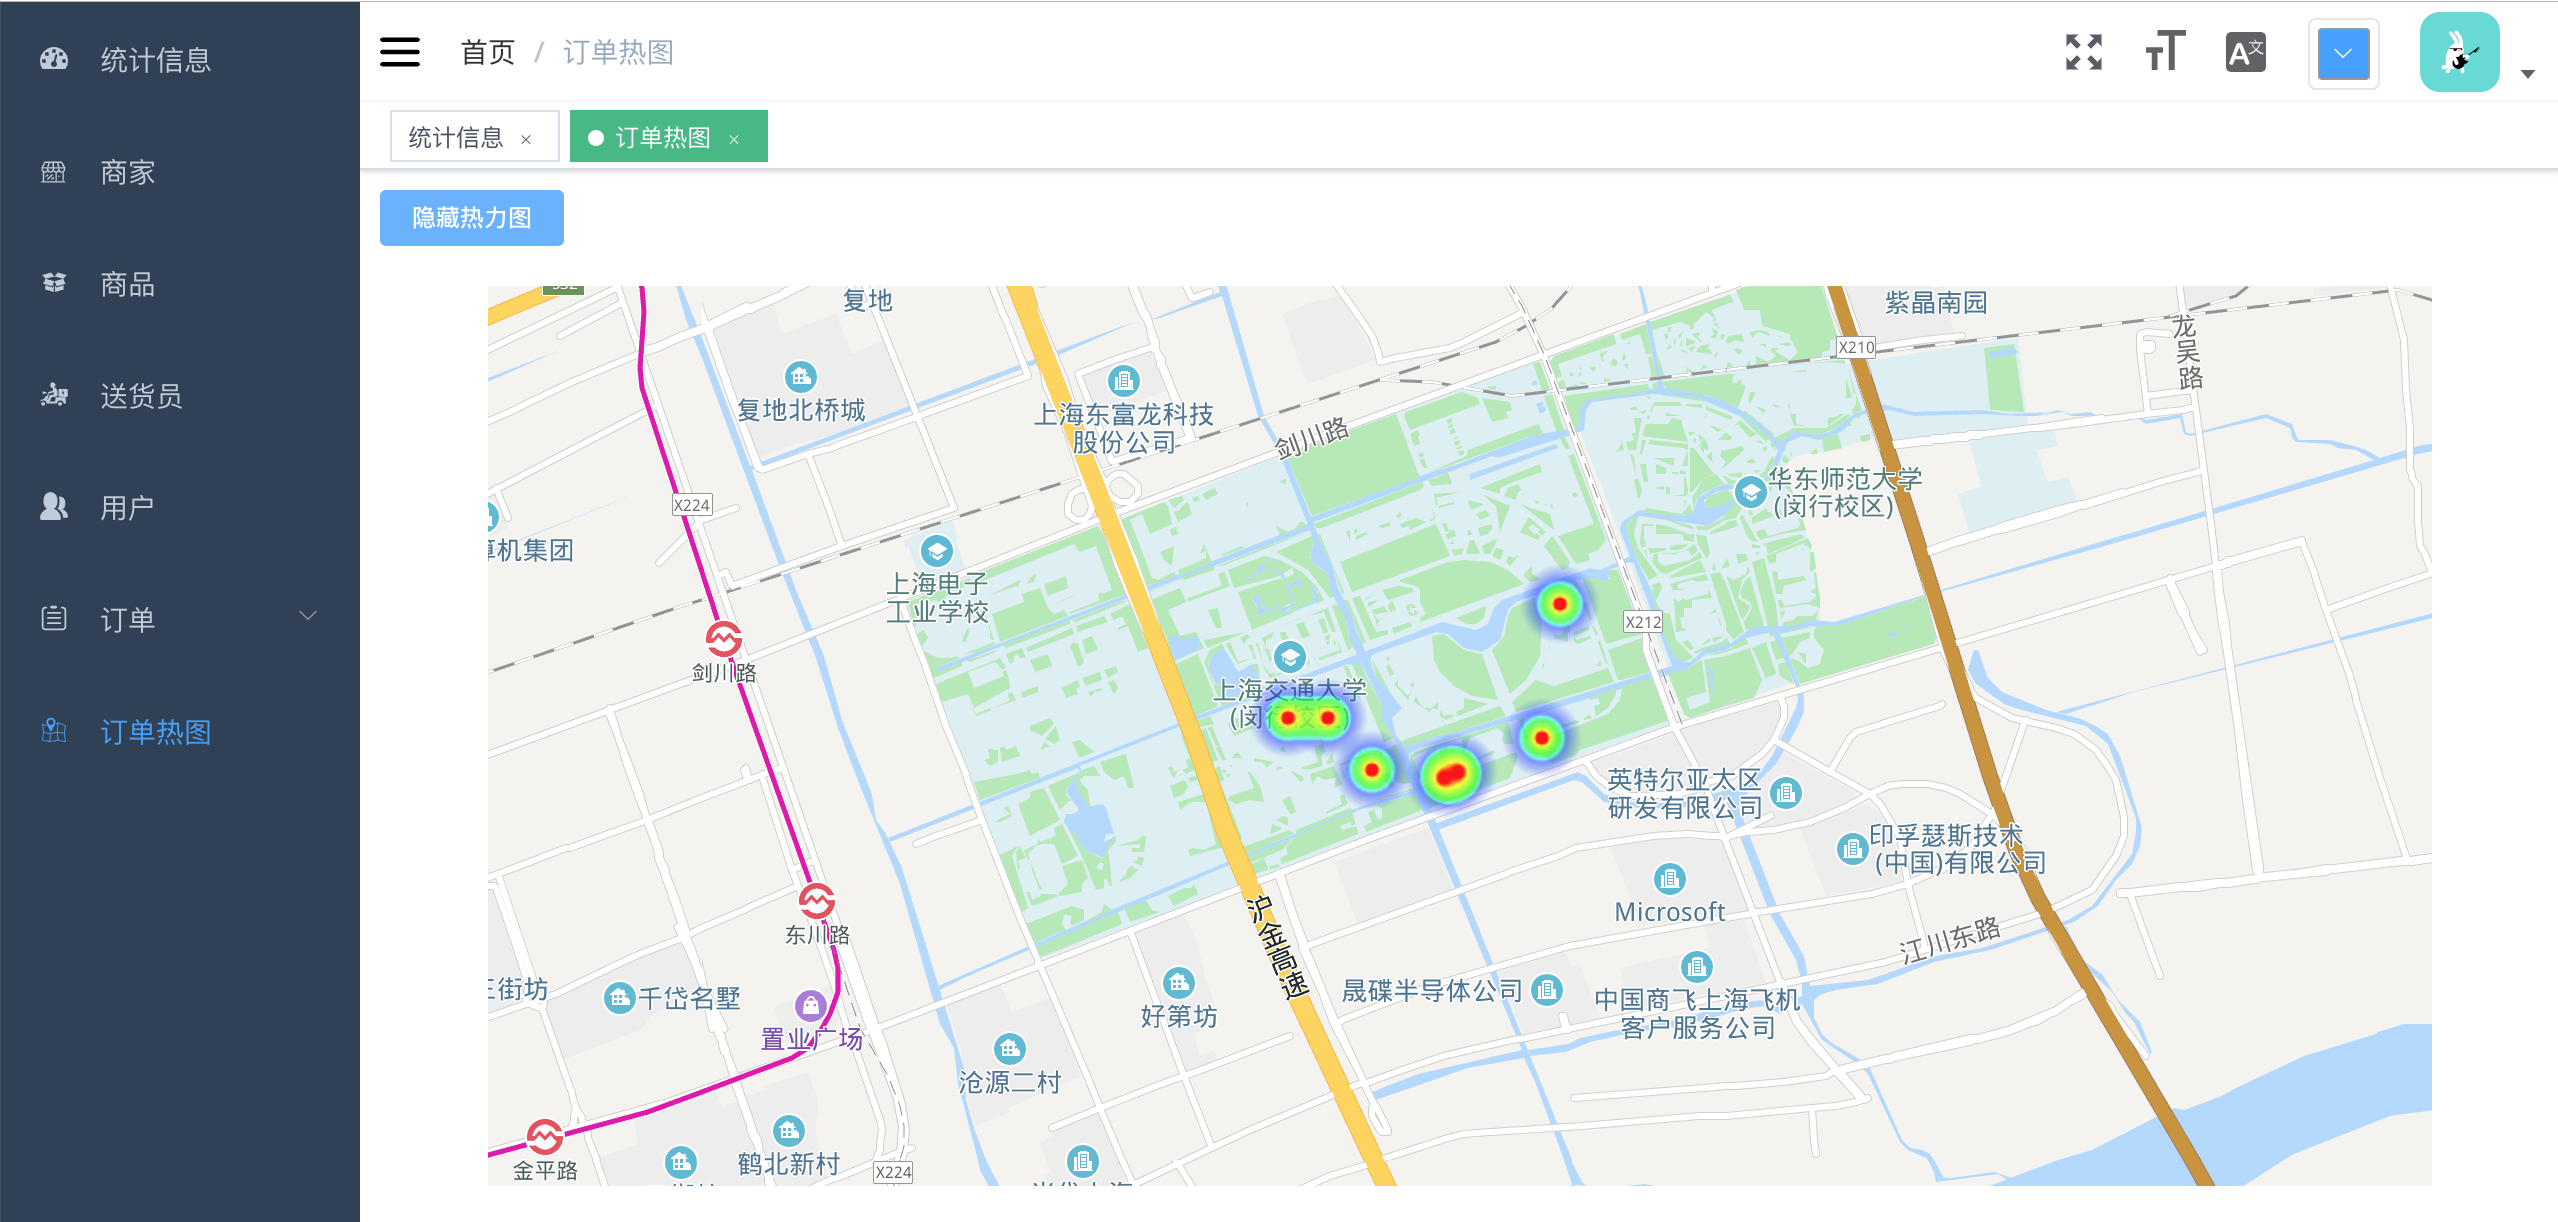 统计信息
商家
商品
送货员
用户
订单
订单热图
首页 / 订单热图
统计信息 ×
订单热图 ×
隐藏热力图
复地
紫晶南园
龙吴路
X210
复地北桥城
上海东富龙科技
股份公司
剑川路
华东师范大学
(闵行校区)
X224
机集团
上海电子
工业学校
X212
剑川路
上海交通大学
(闵行校区)
英特尔亚太区
研发有限公司
印孚瑟斯技术
(中国)有限公司
Microsoft
东川路
沪金高速
江川东路
街坊
千岱名墅
置业广场
好第坊
晟碟半导体公司
中国商飞上海飞机
客户服务公司
沧源二村
金平路
鹤北新村
X224